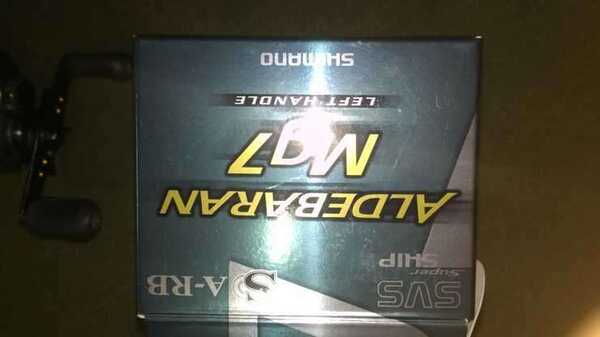 SVS
Super
SHIP
S A-RB
ALDEBARAN
Mg7
LEFT HANDLE
SHIMANO